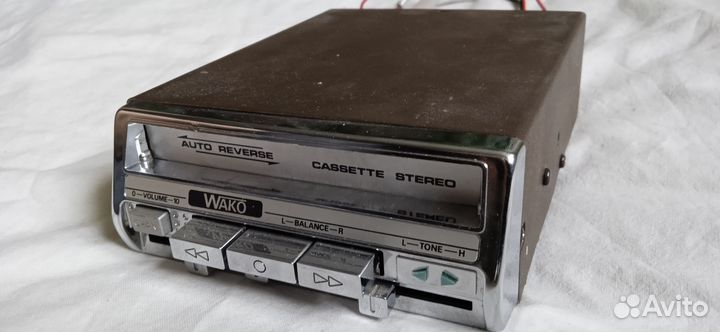 AUTO REVERSE
CASSETTE STEREO
0-VOLUME-10
WAKO
L-BALANCE-R
L-TONE-H
Avito